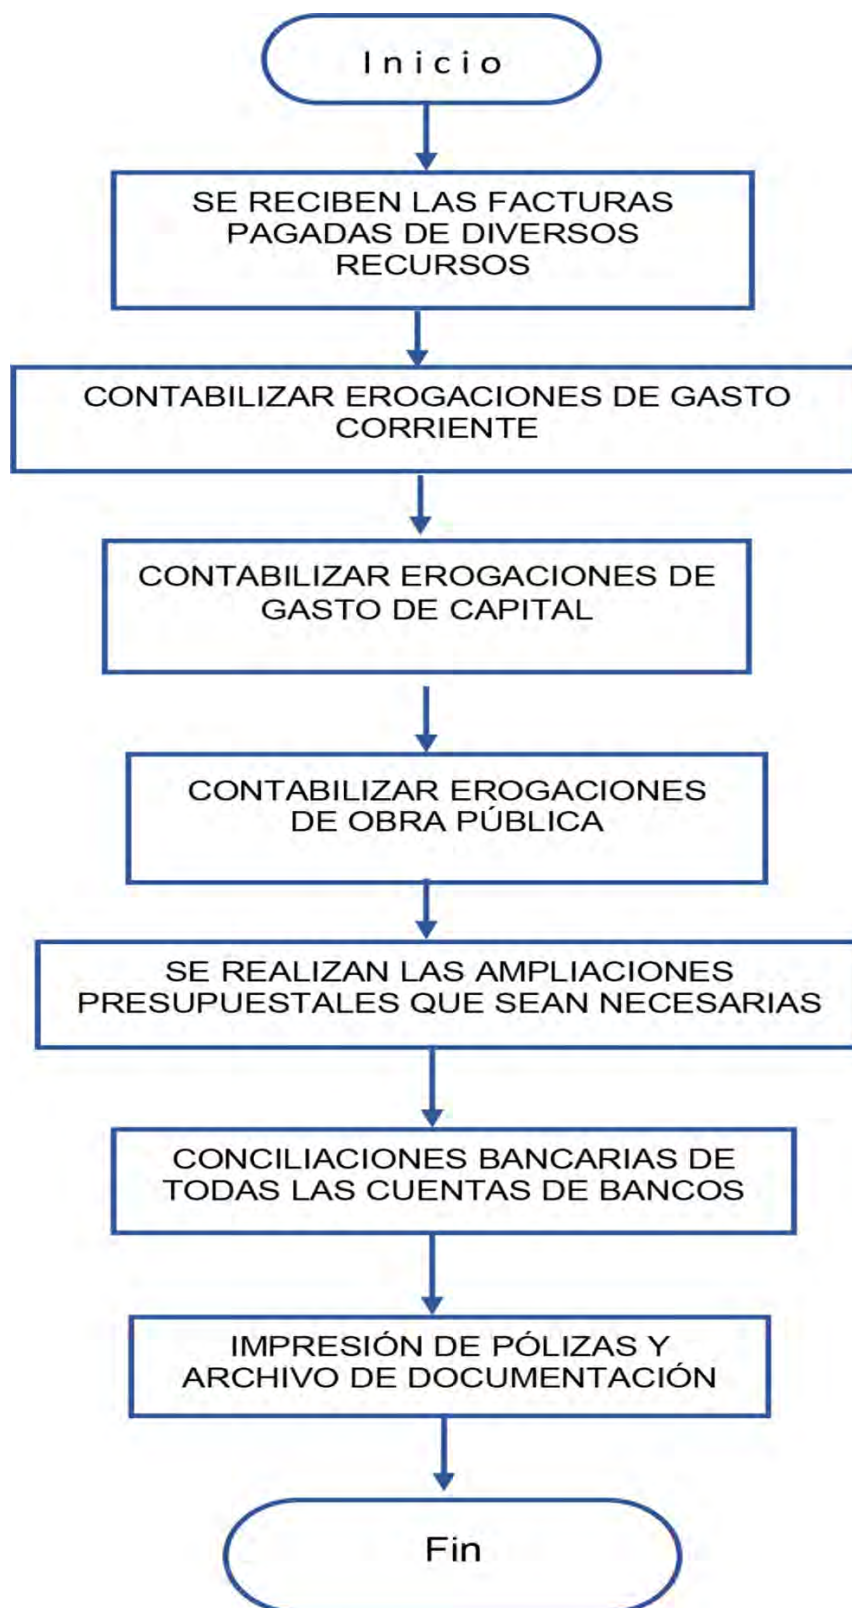 Inicio
SE RECIBEN LAS FACTURAS
PAGADAS DE DIVERSOS
RECURSOS
CONTABILIZAR EROGACIONES DE GASTO
CORRIENTE
CONTABILIZAR EROGACIONES DE
GASTO DE CAPITAL
CONTABILIZAR EROGACIONES
DE OBRA PÚBLICA
SE REALIZAN LAS AMPLIACIONES
PRESUPUESTALES QUE SEAN NECESARIAS
CONCILIACIONES BANCARIAS DE
TODAS LAS CUENTAS DE BANCOS
IMPRESIÓN DE PÓLIZAS Y
ARCHIVO DE DOCUMENTACIÓN
Fin